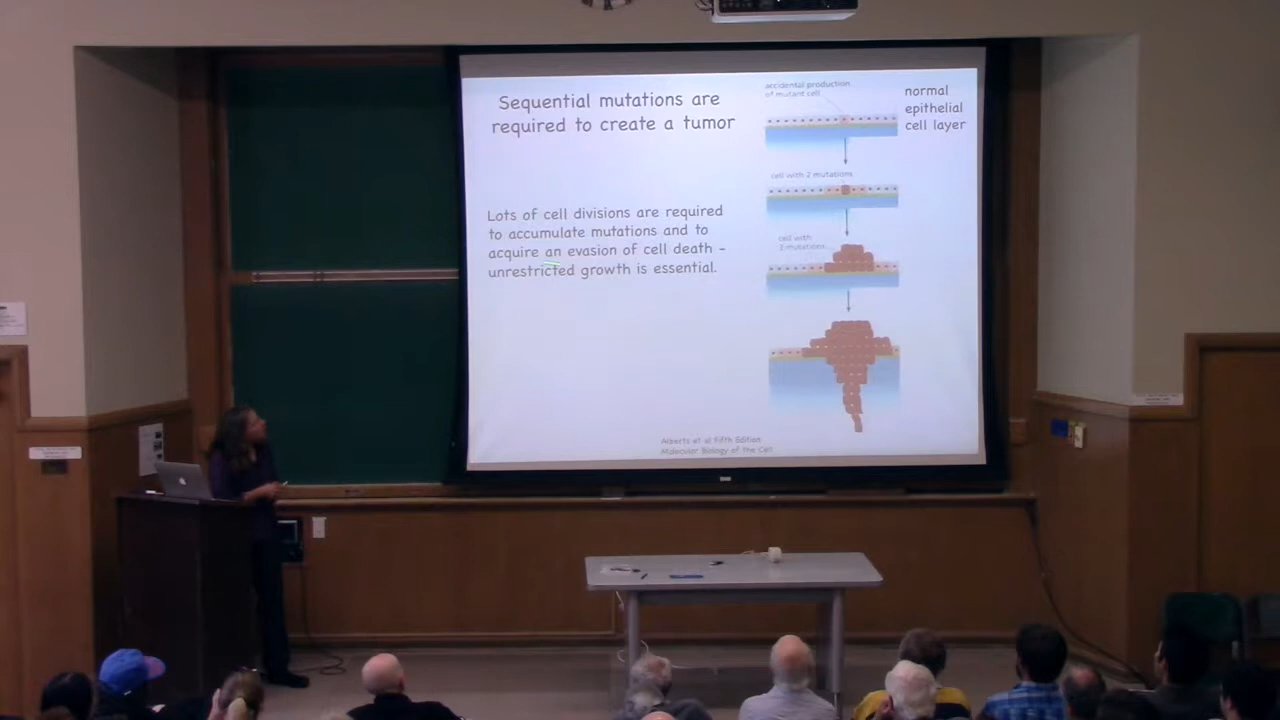 Sequential mutations are
required to create a tumor
Lots of cell divisions are required
to accumulate mutations and to
acquire an evasion of cell death -
unrestricted growth is essential.
accidental production
of mutant cell
normal
epithelial
cell layer
cell with 2 mutations
cell with
3 mutations
Alberts et al Fifth Edition
Molecular Biology of the Cell